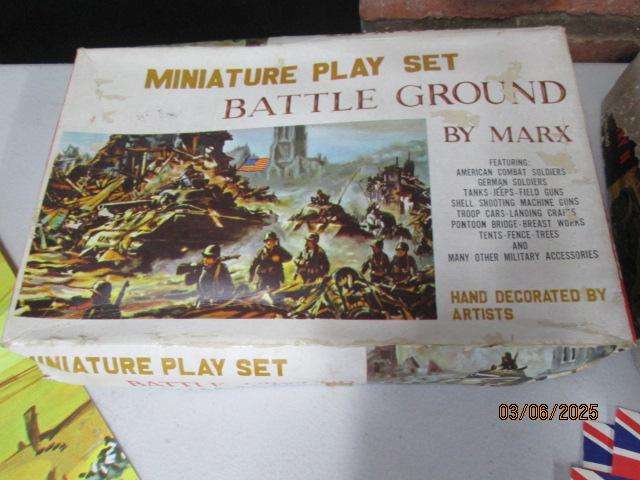 MINIATURE PLAY SET
BATTLE GROUND
BY MARX
FEATURING:
AMERICAN COMBAT SOLDIERS
GERMAN SOLDIERS
TANKS-JEEPS-FIELD GUNS
SHELL SHOOTING MACHINE GUNS
TROOP CARS-LANDING CRAFTS
PONTOON BRIDGE-BREAST WORKS
TENTS-FENCE-TREES
AND
MANY OTHER MILITARY ACCESSORIES
HAND DECORATED BY
ARTISTS
MINIATURE PLAY SET
BATTLE
03/06/2025